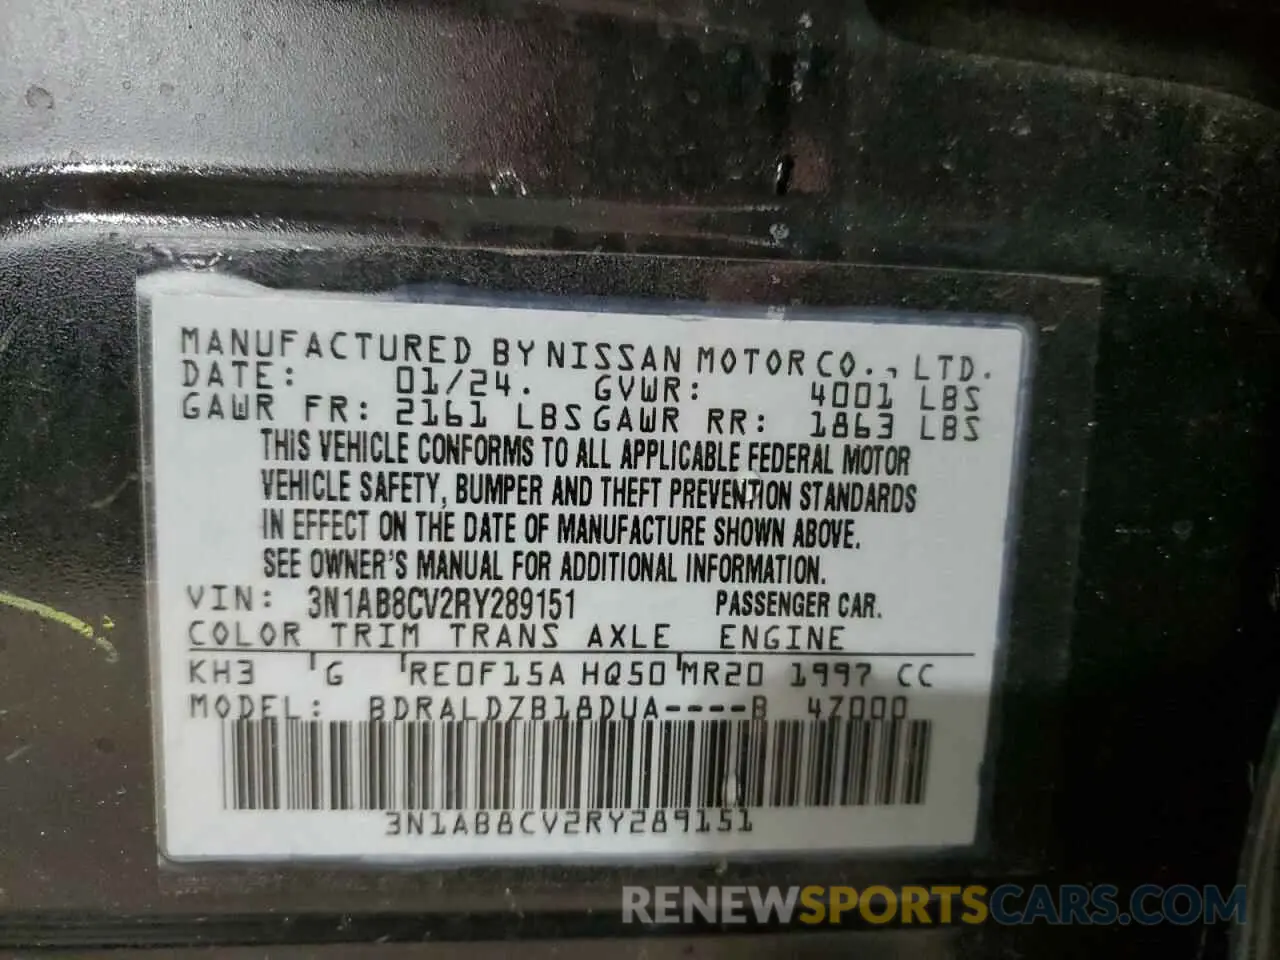 MANUFACTURED BY NISSAN MOTOR CO., LTD.
DATE: 01/24. GVWR: 4001 LBS
GAWR FR: 2161 LBS GAWR RR: 1863 LBS
THIS VEHICLE CONFORMS TO ALL APPLICABLE FEDERAL MOTOR
VEHICLE SAFETY, BUMPER AND THEFT PREVENTION STANDARDS
IN EFFECT ON THE DATE OF MANUFACTURE SHOWN ABOVE.
SEE OWNER'S MANUAL FOR ADDITIONAL INFORMATION.
VIN: 3N1AB8CV2RY289151 PASSENGER CAR.
COLOR TRIM TRANS AXLE ENGINE
KH3 G RE0F15A HQ50 MR20 1997 CC
MODEL: BDRALDZB18DUA----B 4Z000
3N1AB8CV2RY289151
RENEWSPORTSCARS.COM